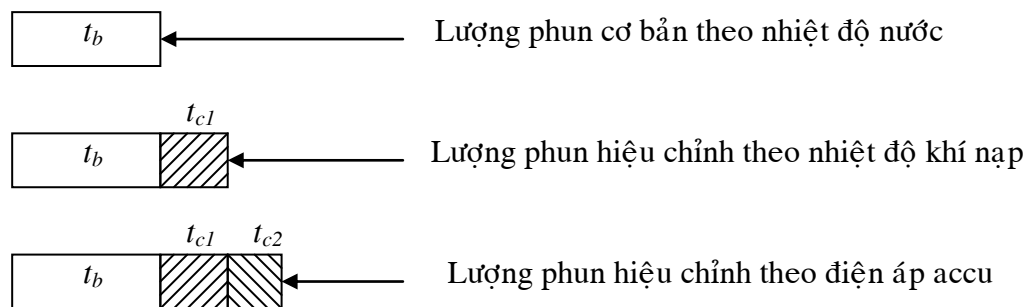 t_b Lượng phun cơ bản theo nhiệt độ nước
t_c1
t_b Lượng phun hiệu chỉnh theo nhiệt độ khí nạp
t_c1 t_c2
t_b Lượng phun hiệu chỉnh theo điện áp accu